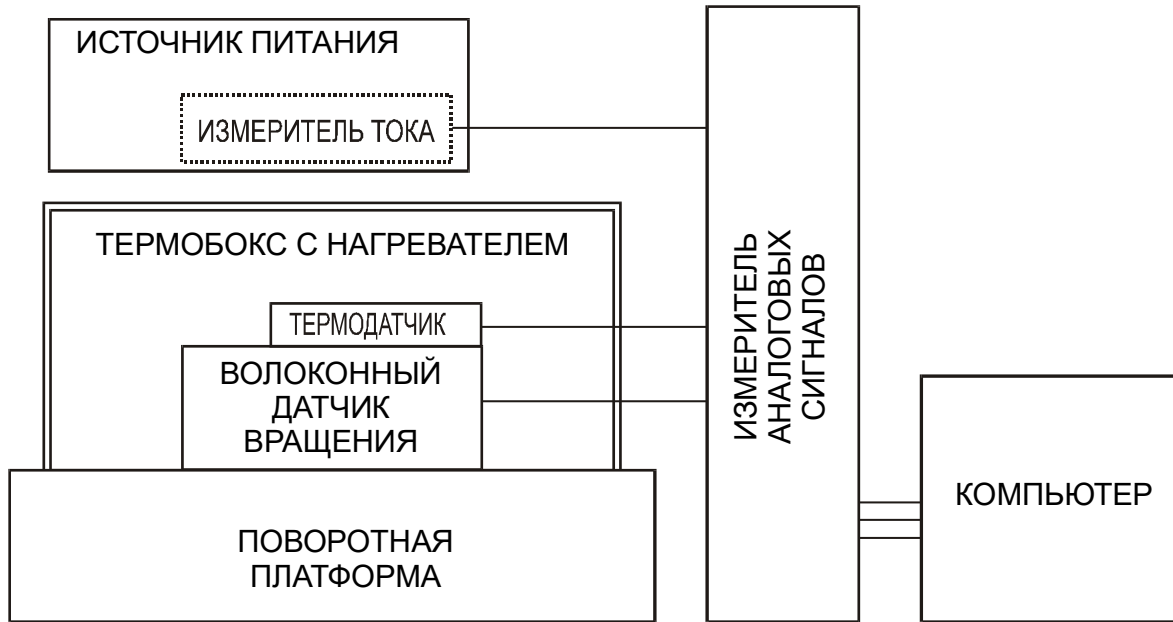 ИСТОЧНИК ПИТАНИЯ
ИЗМЕРИТЕЛЬ ТОКА
ТЕРМОБОКС С НАГРЕВАТЕЛЕМ
ТЕРМОДАТЧИК
ВОЛОКОННЫЙ
ДАТЧИК
ВРАЩЕНИЯ
ПОВОРОТНАЯ
ПЛАТФОРМА
ИЗМЕРИТЕЛЬ
АНАЛОГОВЫХ
СИГНАЛОВ
КОМПЬЮТЕР